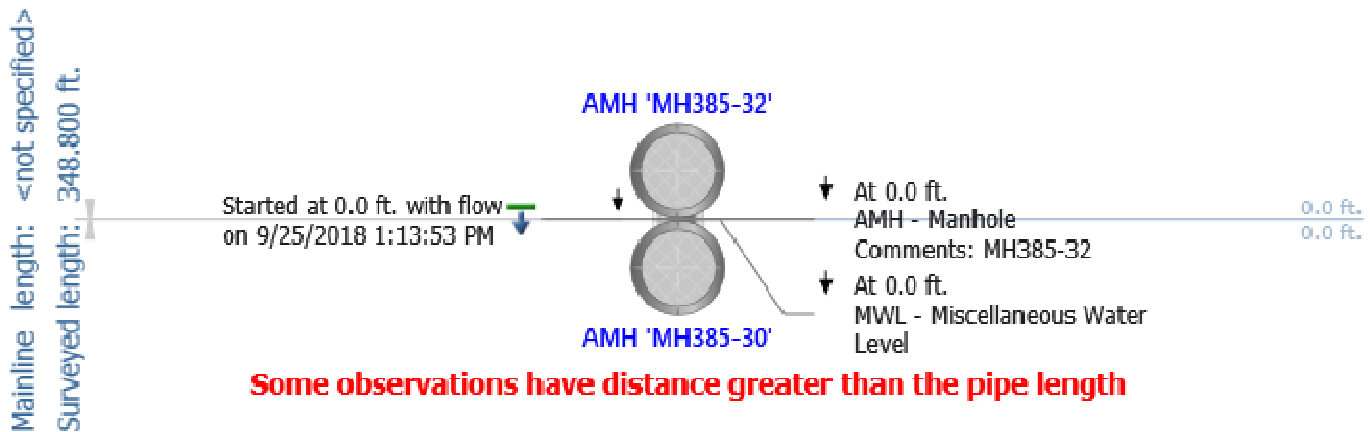 Mainline length: <not specified>
Surveyed length: 348.800 ft.
AMH 'MH385-32'
Started at 0.0 ft. with flow
on 9/25/2018 1:13:53 PM
At 0.0 ft.
AMH - Manhole
Comments: MH385-32
0.0 ft.
0.0 ft.
At 0.0 ft.
MWL - Miscellaneous Water
Level
AMH 'MH385-30'
Some observations have distance greater than the pipe length